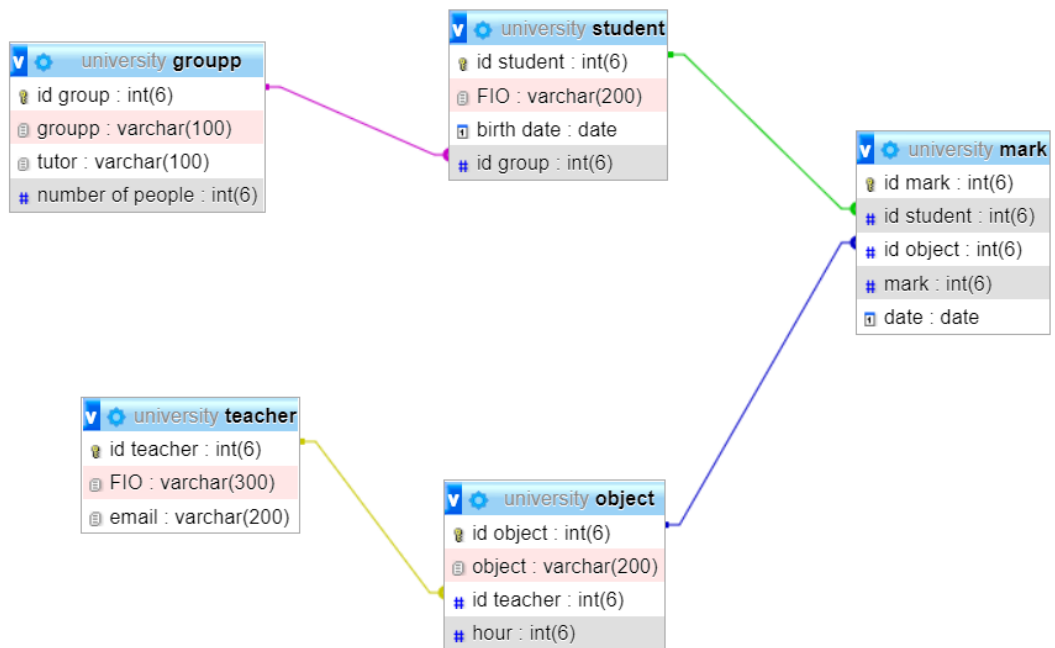 university groupp
id group : int(6)
groupp : varchar(100)
tutor : varchar(100)
number of people : int(6)
university student
id student : int(6)
FIO : varchar(200)
birth date : date
id group : int(6)
university mark
id mark : int(6)
id student : int(6)
id object : int(6)
mark : int(6)
date : date
university teacher
id teacher : int(6)
FIO : varchar(300)
email : varchar(200)
university object
id object : int(6)
object : varchar(200)
id teacher : int(6)
hour : int(6)